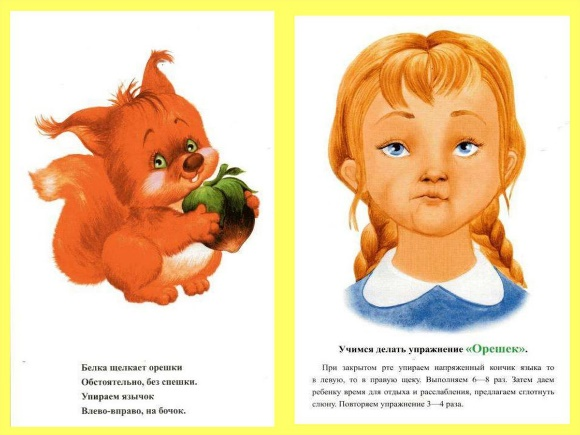 Белка щелкает орешки
Обстоятельно, без спешки.
Упираем язычок
Влево-вправо, на бочок.
Учимся делать упражнение «Орешек».
При закрытом рте упираем напряженный кончик языка то
в левую, то в правую щеку. Выполняем 6—8 раз. Затем даем
ребенку время для отдыха и расслабления, предлагаем сглотнуть
слюну. Повторяем упражнение 3—4 раза.